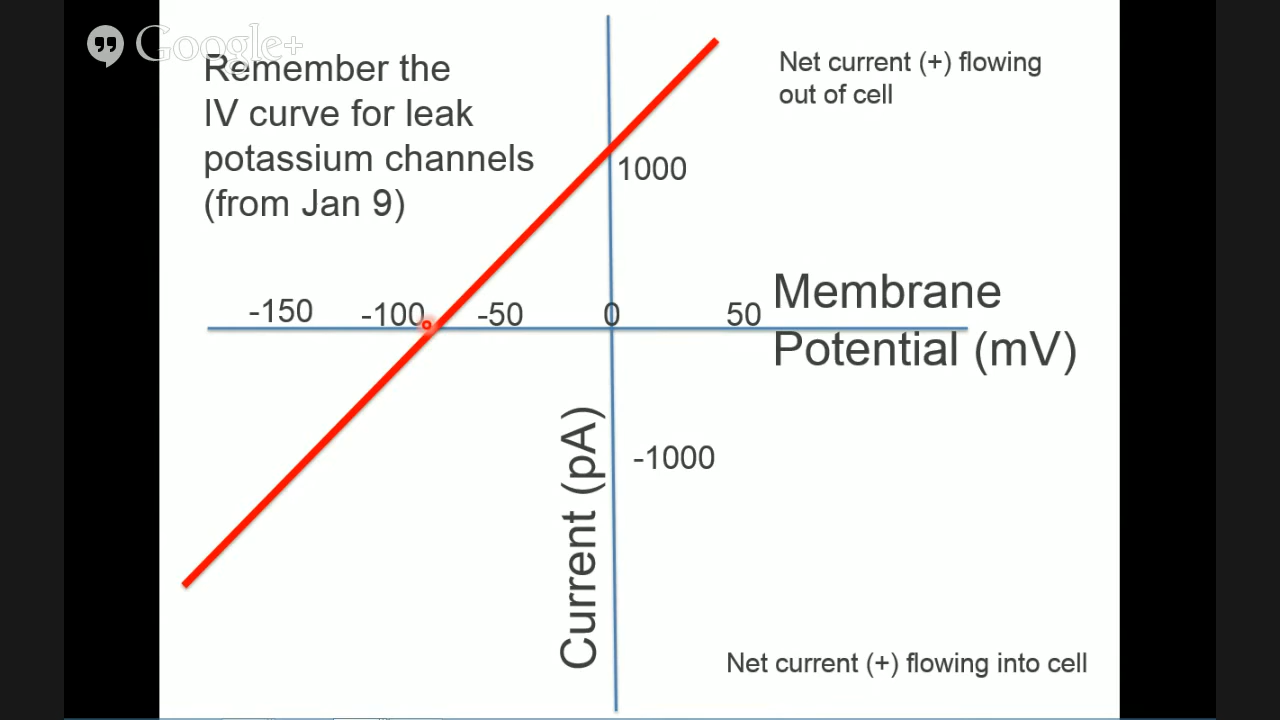 Google+
Remember the
IV curve for leak
potassium channels
(from Jan 9)
Net current (+) flowing
out of cell
1000
-150 -100 -50 0 50
Membrane
Potential (mV)
Current (pA)
-1000
Net current (+) flowing into cell